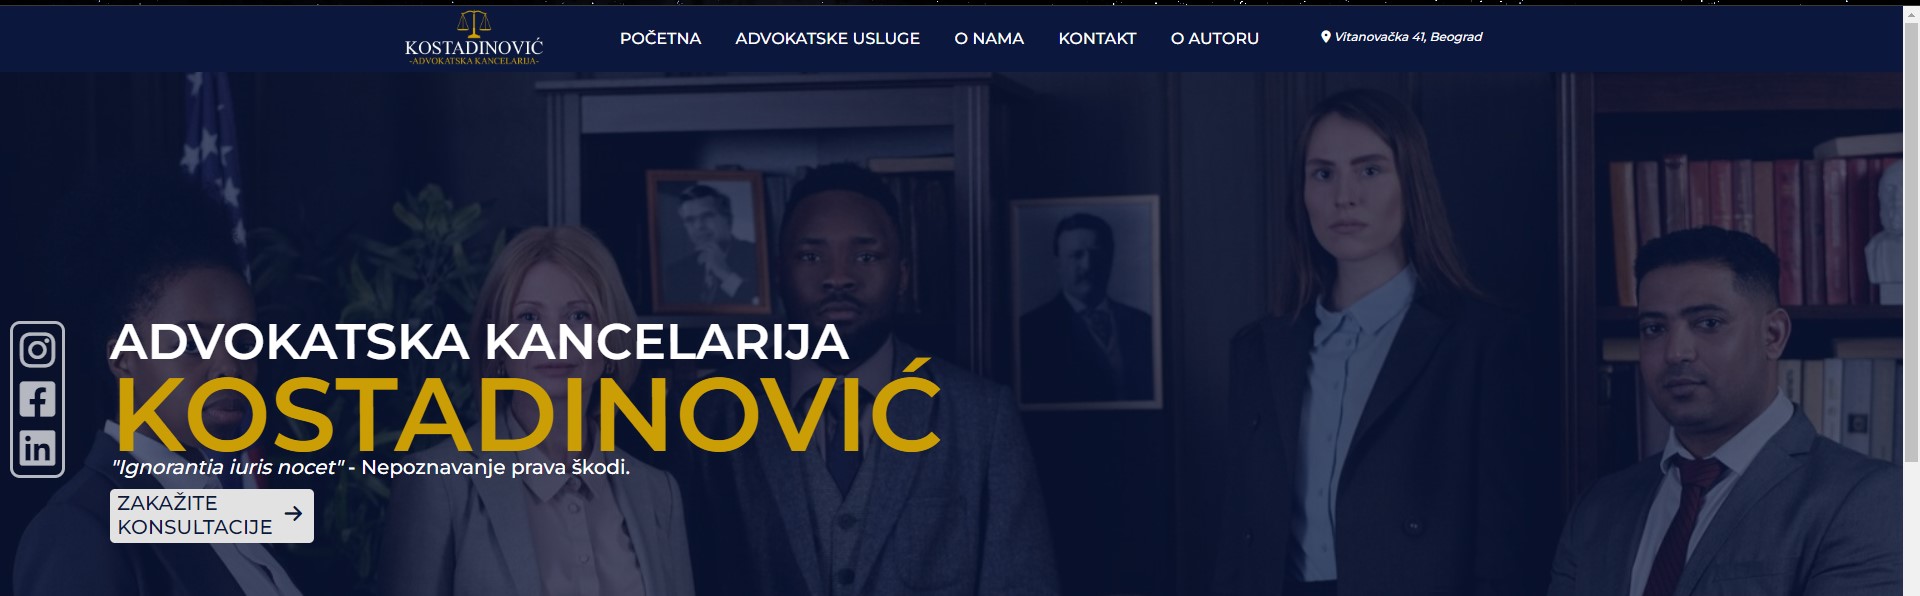 KOSTADINOVIĆ
-ADVOKATSKA KANCELARIJA-
POČETNA ADVOKATSKE USLUGE O NAMA KONTAKT O AUTORU Vitanovačka 41, Beograd
ADVOKATSKA KANCELARIJA
KOSTADINOVIĆ
"Ignorantia iuris nocet" - Nepoznavanje prava škodi.
ZAKAŽITE
KONSULTACIJE